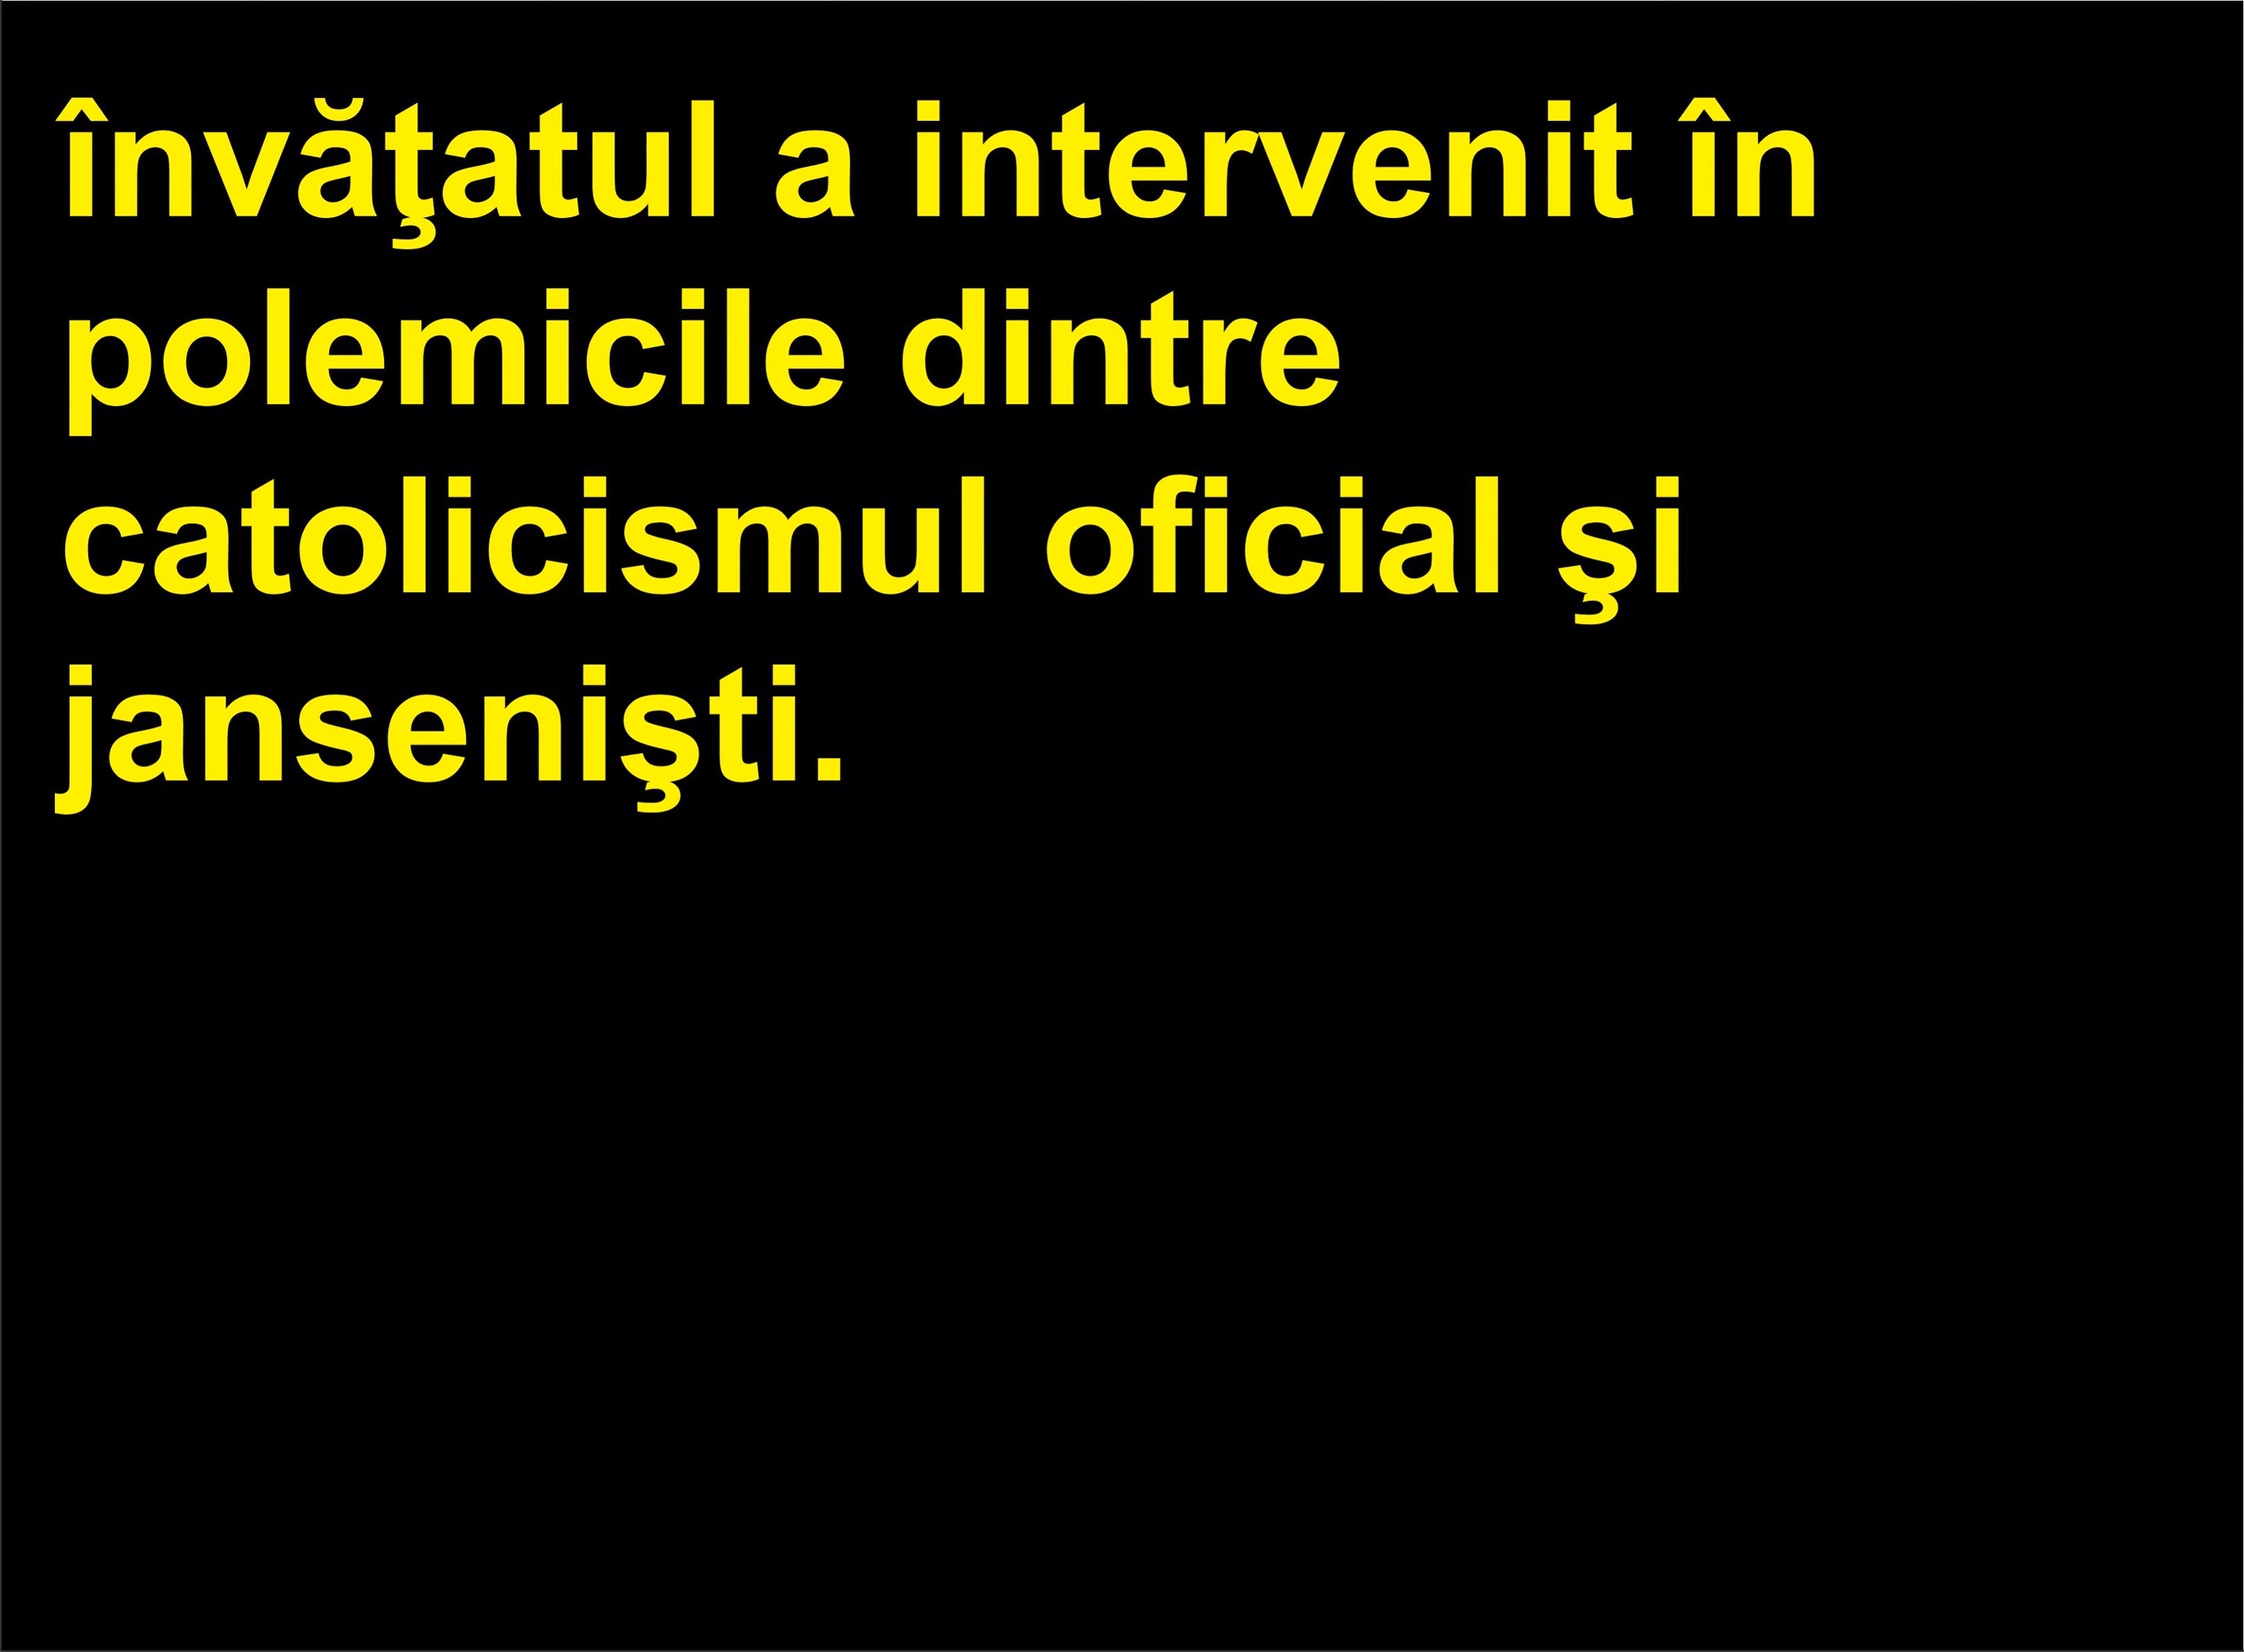 învăţatul a intervenit în
polemicile dintre
catolicismul oficial şi
jansenişti.